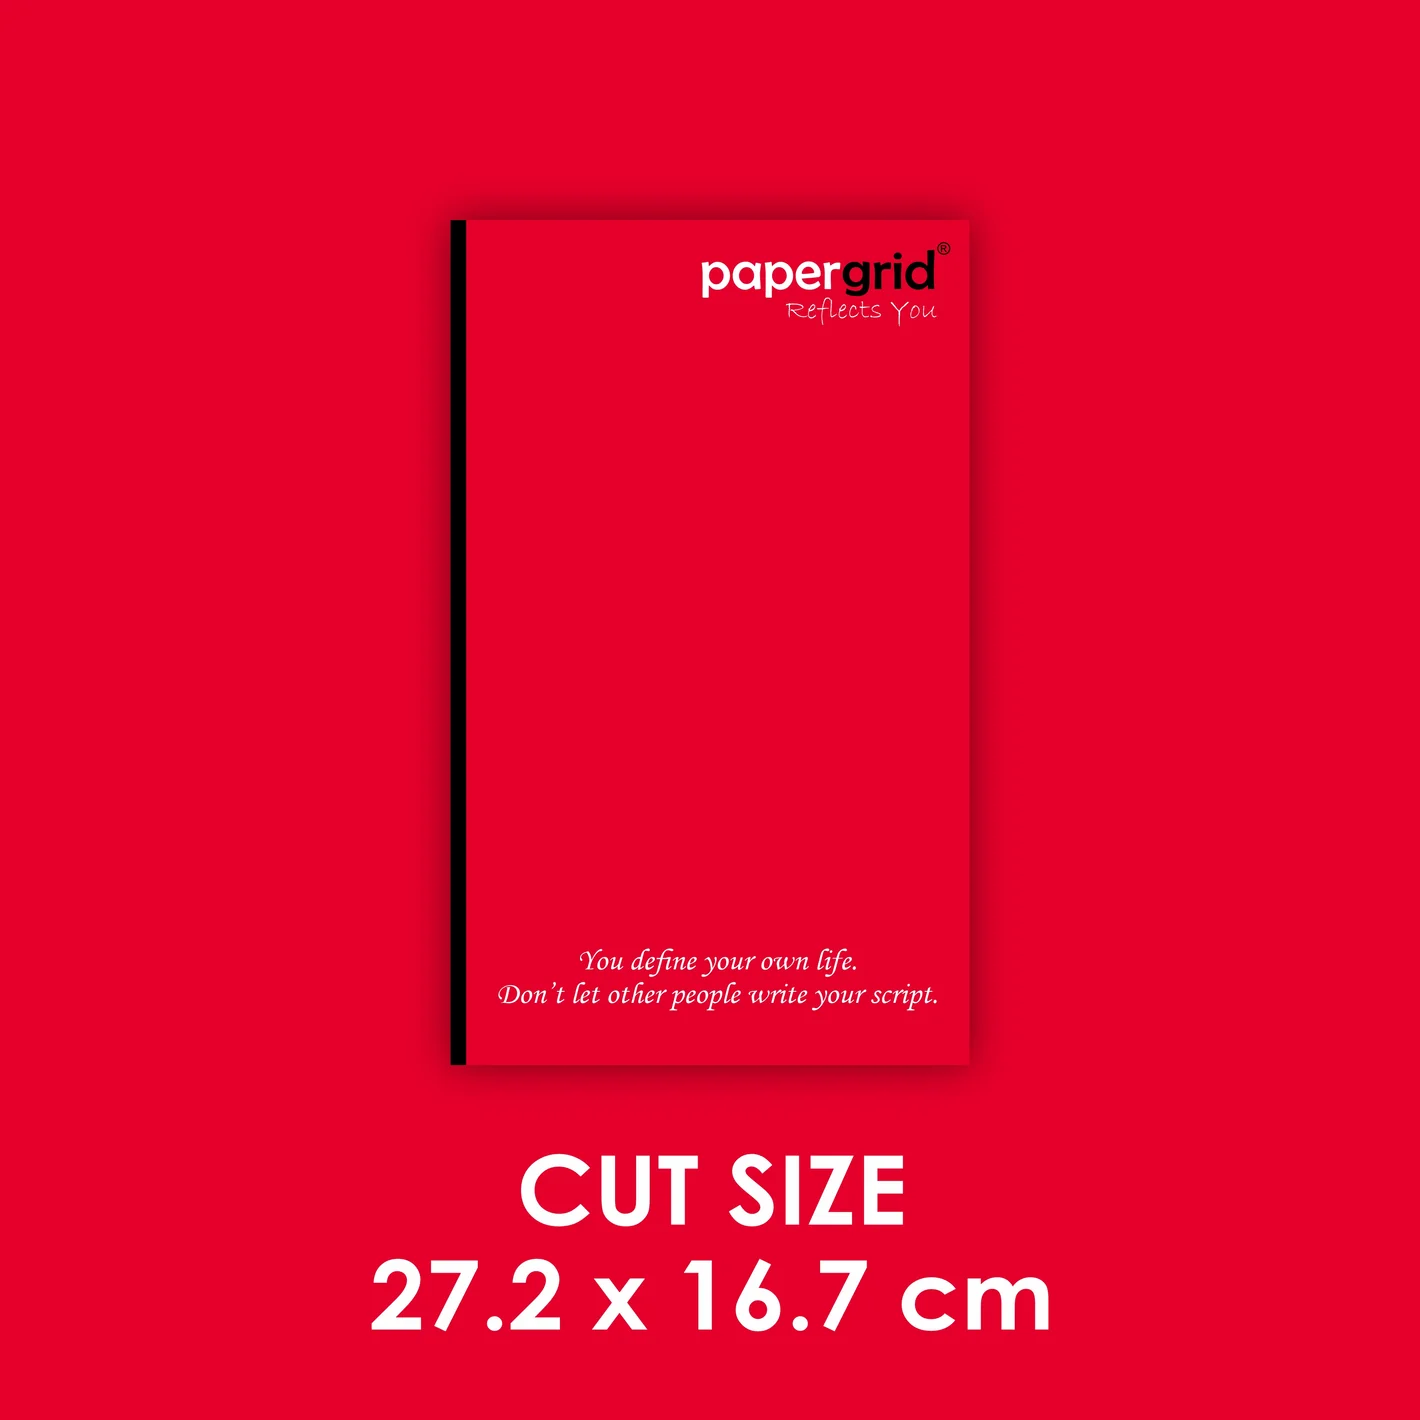 papergrid®
Reflects You
You define your own life.
Don’t let other people write your script.
CUT SIZE
27.2 x 16.7 cm